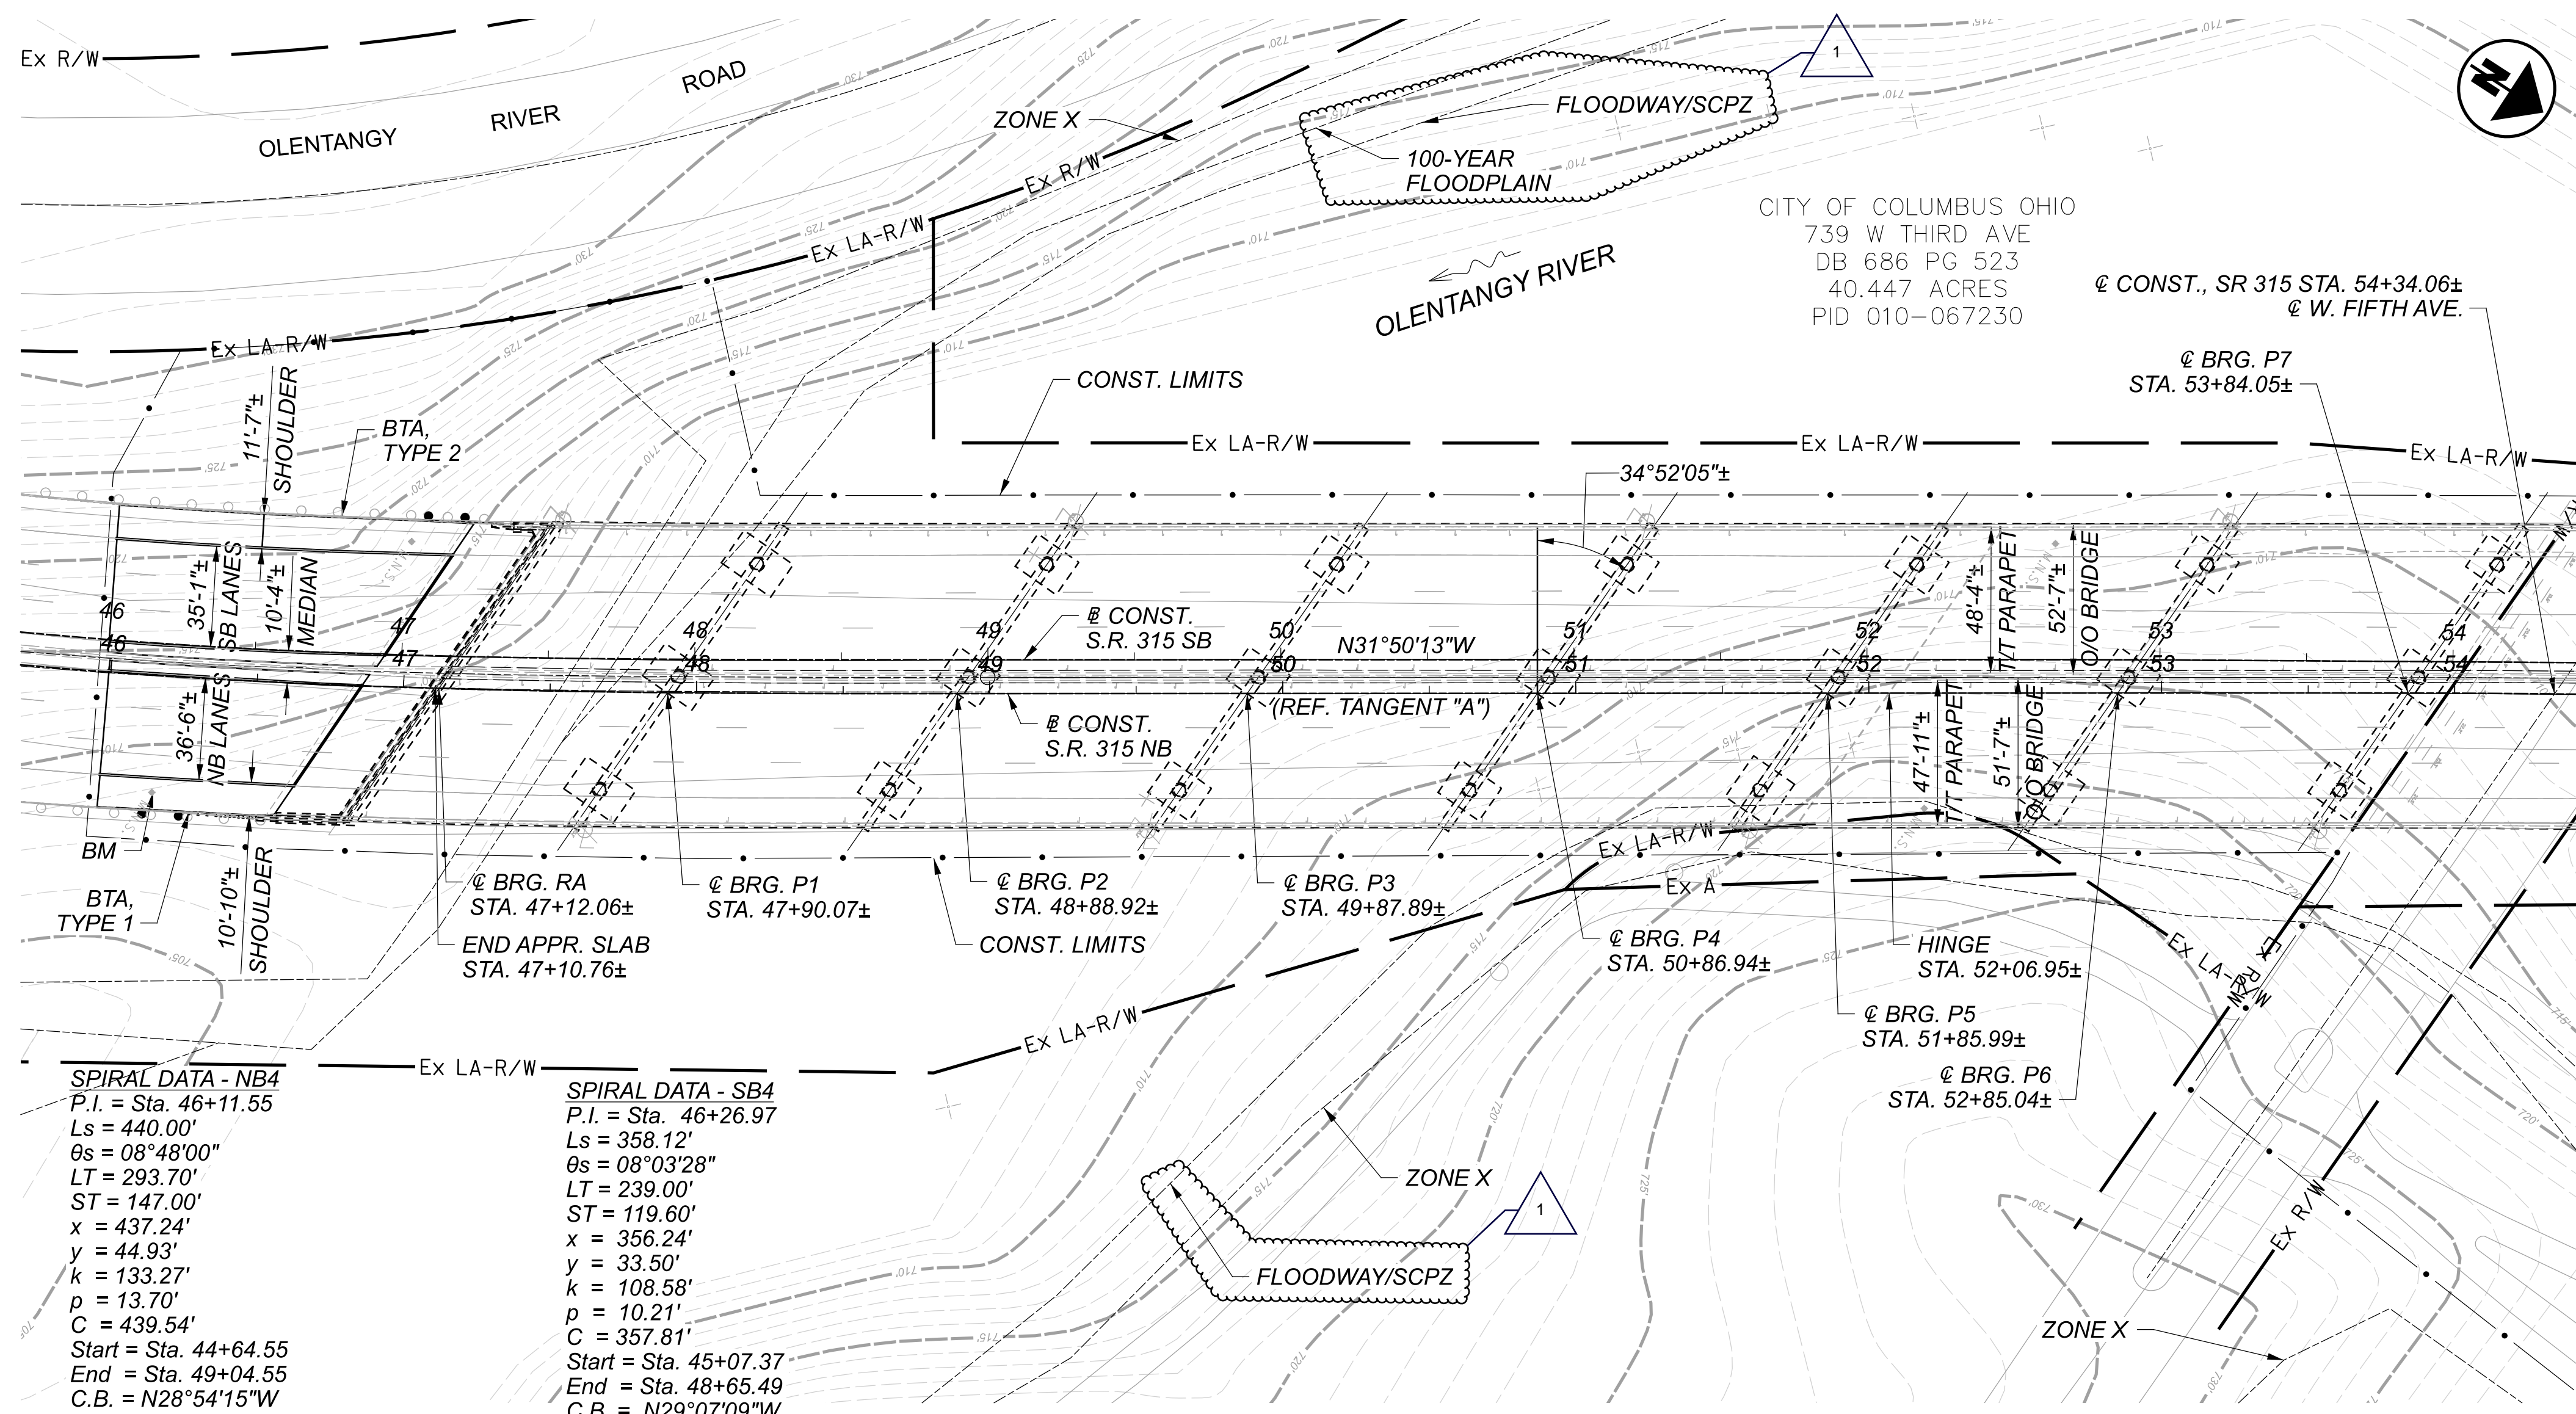 Ex R/W
OLENTANGY RIVER ROAD
ZONE X
Ex R/W
Ex LA-R/W
Ex LA-R/W
FLOODWAY/SCPZ
100-YEAR
FLOODPLAIN
1
N
OLENTANGY RIVER
CITY OF COLUMBUS OHIO
739 W THIRD AVE
DB 686 PG 523
40.447 ACRES
PID 010-067230
℄ CONST., SR 315 STA. 54+34.06±
℄ W. FIFTH AVE.
℄ BRG. P7
STA. 53+84.05±
CONST. LIMITS
Ex LA-R/W
Ex LA-R/W
Ex LA-R/W
11'-7"±
SHOULDER
BTA,
TYPE 2
34°52'05"±
35'-1"±
SB LANES
10'-4"±
MEDIAN
36'-6"±
NB LANES
46
47
48
49
50
51
52
53
54
46
47
48
49
50
51
52
53
54
℄ CONST.
S.R. 315 SB
N31°50'13"W
(REF. TANGENT "A")
℄ CONST.
S.R. 315 NB
48'-4"±
T/T PARAPET
52'-7"±
O/O BRIDGE
47'-11"±
T/T PARAPET
51'-7"±
O/O BRIDGE
BM
BTA,
TYPE 1
10'-10"±
SHOULDER
℄ BRG. RA
STA. 47+12.06±
END APPR. SLAB
STA. 47+10.76±
℄ BRG. P1
STA. 47+90.07±
℄ BRG. P2
STA. 48+88.92±
CONST. LIMITS
℄ BRG. P3
STA. 49+87.89±
℄ BRG. P4
STA. 50+86.94±
HINGE
STA. 52+06.95±
℄ BRG. P5
STA. 51+85.99±
℄ BRG. P6
STA. 52+85.04±
Ex LA-R/W
Ex A
Ex LA-R/W
Ex R/W
Ex LA-R/W
Ex LA-R/W
Ex R/W
ZONE X
ZONE X
FLOODWAY/SCPZ
1
SPIRAL DATA - NB4
P.I. = Sta. 46+11.55
Ls = 440.00'
θs = 08°48'00"
LT = 293.70'
ST = 147.00'
x = 437.24'
y = 44.93'
k = 133.27'
p = 13.70'
C = 439.54'
Start = Sta. 44+64.55
End = Sta. 49+04.55
C.B. = N28°54'15"W
SPIRAL DATA - SB4
P.I. = Sta. 46+26.97
Ls = 358.12'
θs = 08°03'28"
LT = 239.00'
ST = 119.60'
x = 356.24'
y = 33.50'
k = 108.58'
p = 10.21'
C = 357.81'
Start = Sta. 45+07.37
End = Sta. 48+65.49
C.B. = N29°07'09"W
730'
725'
720'
715'
710'
705'